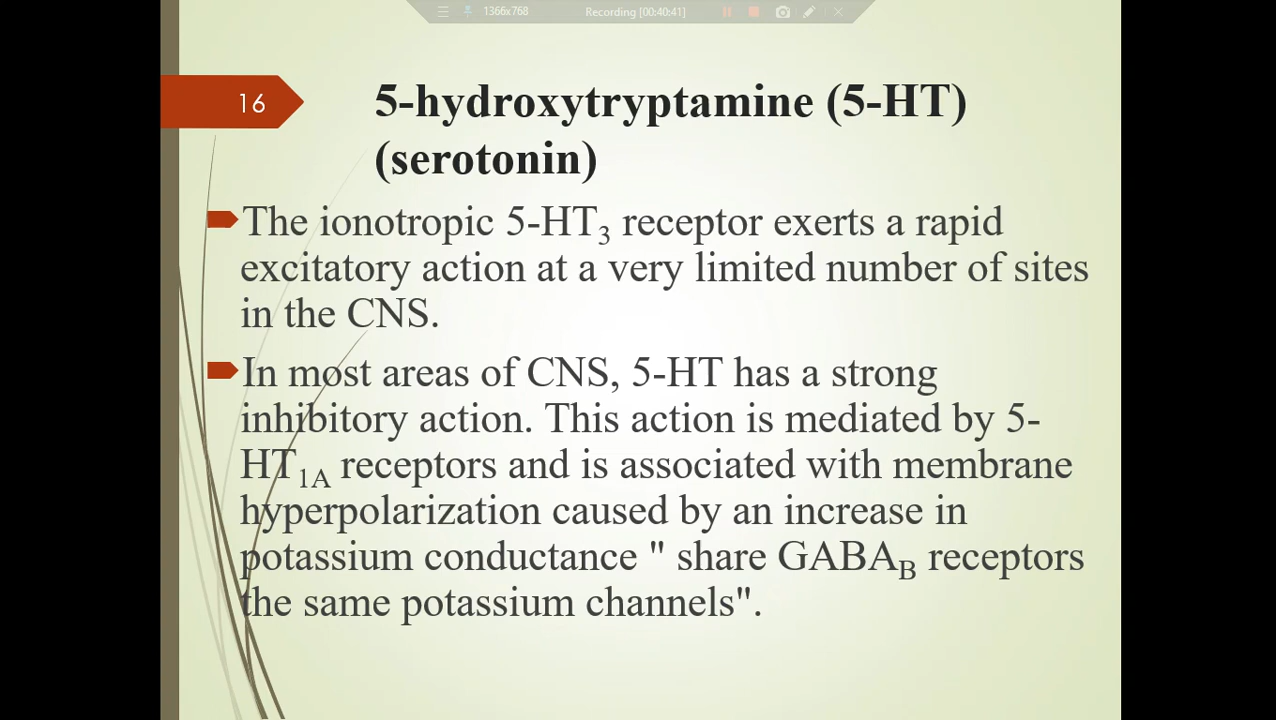 1366x768
Recording [00:40:41]
16
5-hydroxytryptamine (5-HT)
(serotonin)
The ionotropic 5-HT₃ receptor exerts a rapid
excitatory action at a very limited number of sites
in the CNS.
In most areas of CNS, 5-HT has a strong
inhibitory action. This action is mediated by 5-
HT₁A receptors and is associated with membrane
hyperpolarization caused by an increase in
potassium conductance " share GABAB receptors
the same potassium channels".